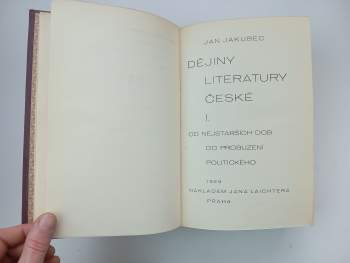 JAN JAKUBEC
DĚJINY
LITERATURY
ČESKÉ
I.
OD NEJSTARŠÍCH DOB
DO PROBUZENÍ
POLITICKÉHO
1929
NÁKLADEM JANA LAICHTERA
PRAHA